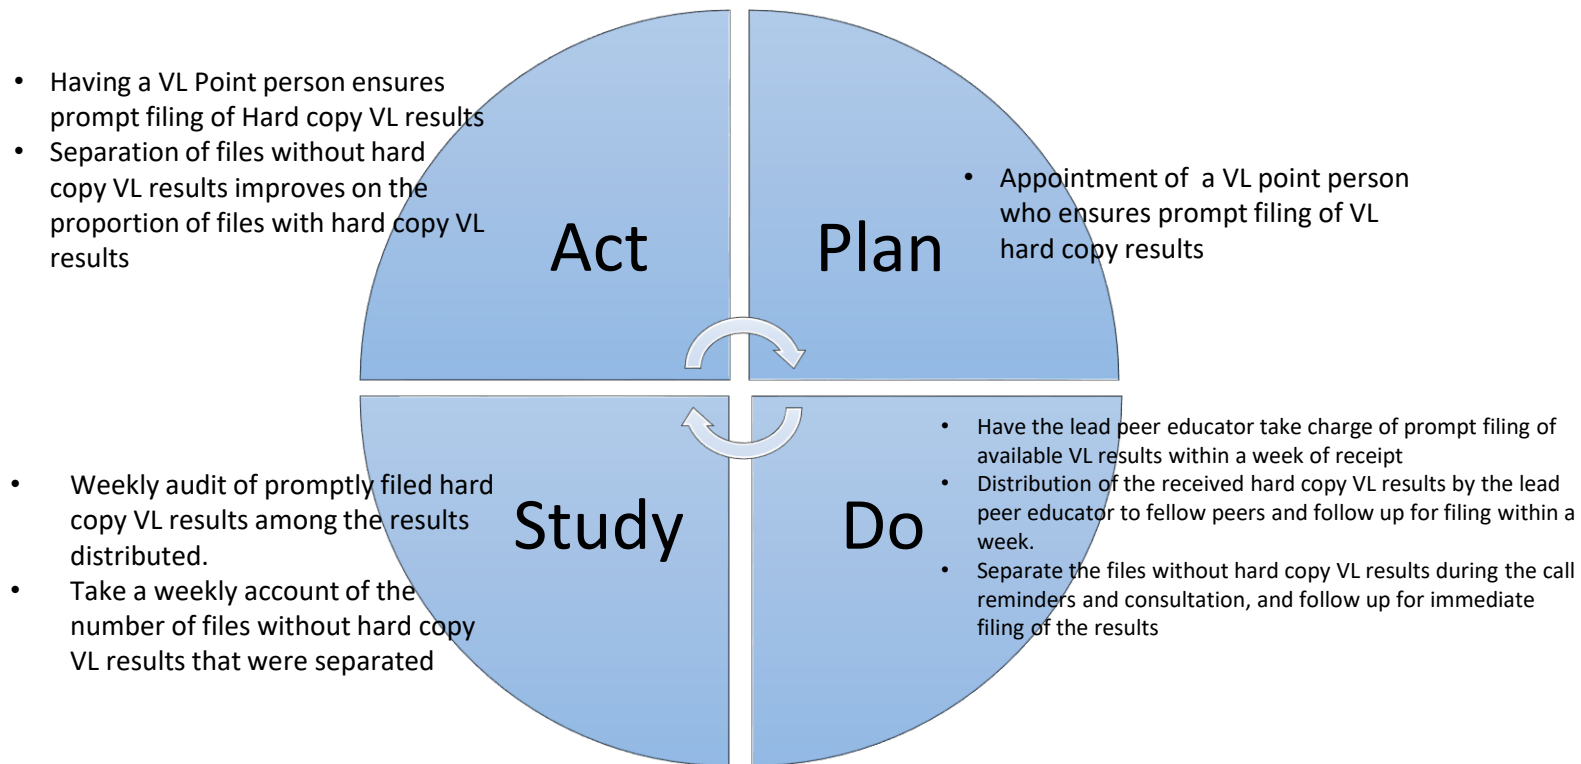 • Having a VL Point person ensures
prompt filing of Hard copy VL results
• Separation of files without hard
copy VL results improves on the
proportion of files with hard copy VL
results
Act
Plan
• Appointment of  a VL point person
who ensures prompt filing of VL
hard copy results
• Weekly audit of promptly filed hard
copy VL results among the results
distributed.
• Take a weekly account of the
number of files without hard copy
VL results that were separated
Study
Do
• Have the lead peer educator take charge of prompt filing of
available VL results within a week of receipt
• Distribution of the received hard copy VL results by the lead
peer educator to fellow peers and follow up for filing within a
week.
• Separate the files without hard copy VL results during the call
reminders and consultation, and follow up for immediate
filing of the results